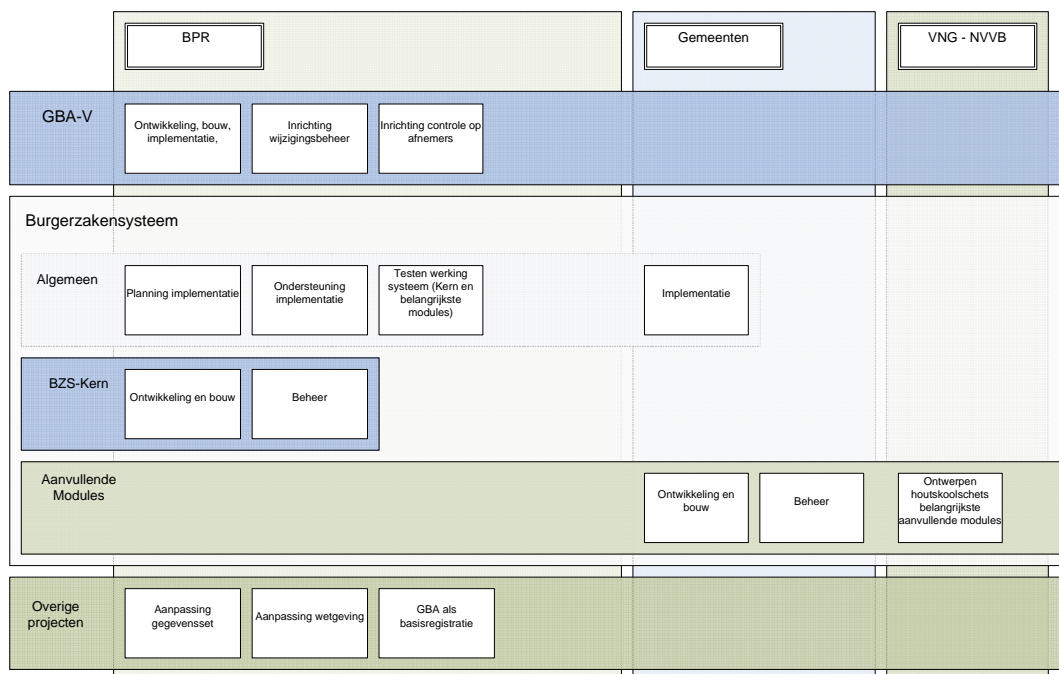 BPR
Gemeenten
VNG - NVVB
GBA-V
Ontwikkeling, bouw,
implementatie,
Inrichting
wijzigingsbeheer
Inrichting controle op
afnemers
Burgerzakensysteem
Algemeen
Planning implementatie
Ondersteuning
implementatie
Testen werking
systeem (Kern en
belangrijkste
modules)
Implementatie
BZS-Kern
Ontwikkeling en bouw
Beheer
Aanvullende
Modules
Ontwikkeling en
bouw
Beheer
Ontwerpen
houtskoolschets
belangrijkste
aanvullende modules
Overige
projecten
Aanpassing
gegevensset
Aanpassing wetgeving
GBA als
basisregistratie